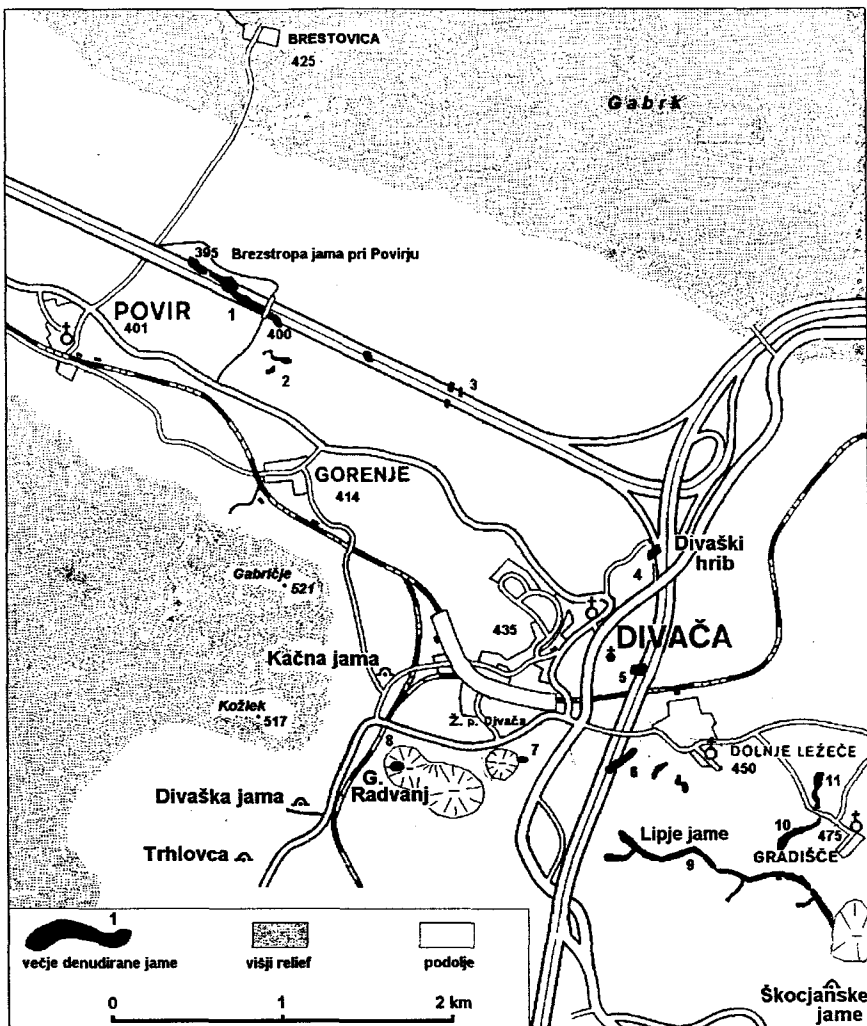 BRESTOVICA
425
Gabrk
395 Brezstropa jama pri Povirju
POVIR
401
1
400
2
3
GORENJE
414
Divaški
hrib
4
Gabričje
521
435
DIVAČA
Kačna jama
5
Kožlek
517
Ž. p. Divača
8
7
DOLNJE LEŽEČE
450
6
G.
Radvanj
11
Divaška jama
10
475
Lipje jame
Trhlovca
GRADIŠČE
9
1
večje denudirane jame
višji relief
podolje
Škocjanske
jame
0 1 2 km